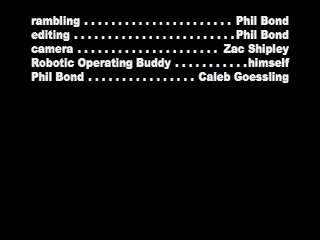 rambling . . . . . . . . . . . . . . . . . . . . . . Phil Bond
editing . . . . . . . . . . . . . . . . . . . . . . . .Phil Bond
camera . . . . . . . . . . . . . . . . . . . . . Zac Shipley
Robotic Operating Buddy . . . . . . . . . . .himself
Phil Bond . . . . . . . . . . . . . . . . Caleb Goessling